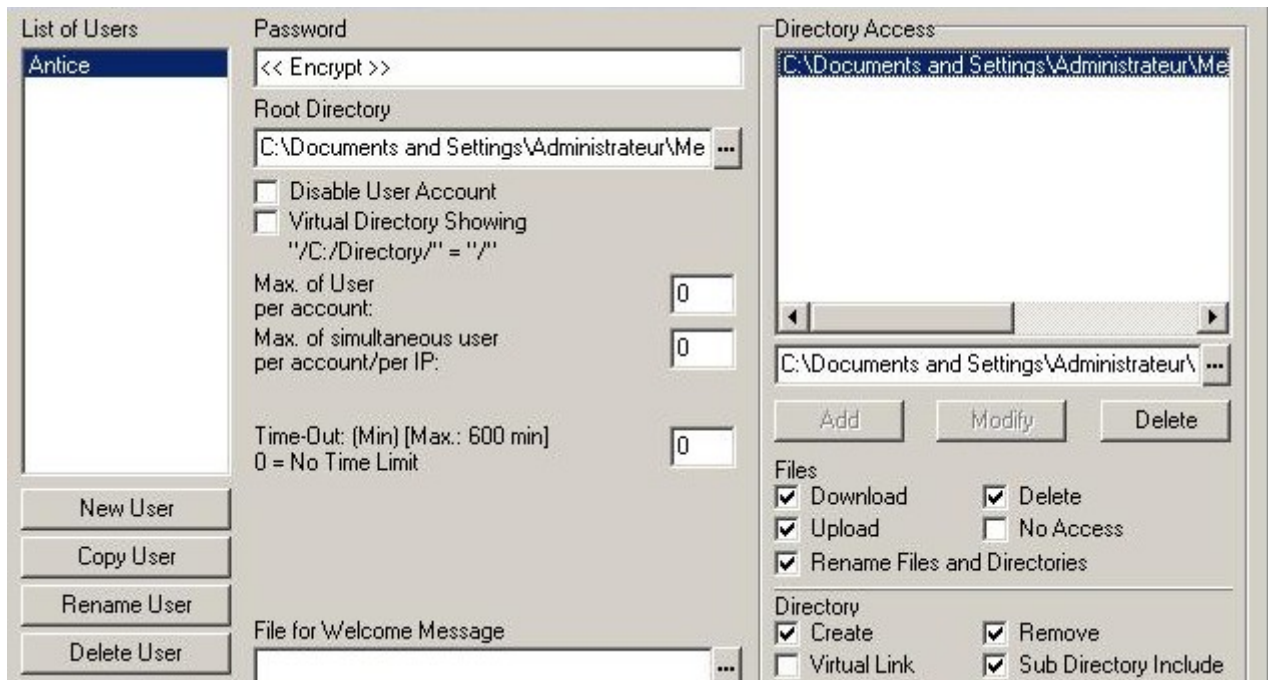 List of Users
Antice
New User
Copy User
Rename User
Delete User
Password
<< Encrypt >>
Root Directory
C:\Documents and Settings\Administrateur\Me
...
Disable User Account
Virtual Directory Showing
"/C:/Directory/" = "/"
Max. of User
per account:
0
Max. of simultaneous user
per account/per IP:
0
Time-Out: (Min) [Max.: 600 min]
0 = No Time Limit
0
File for Welcome Message
...
Directory Access
C:\Documents and Settings\Administrateur\Me
C:\Documents and Settings\Administrateur\
...
Add Modify Delete
Files
Download Delete
Upload No Access
Rename Files and Directories
Directory
Create Remove
Virtual Link Sub Directory Include